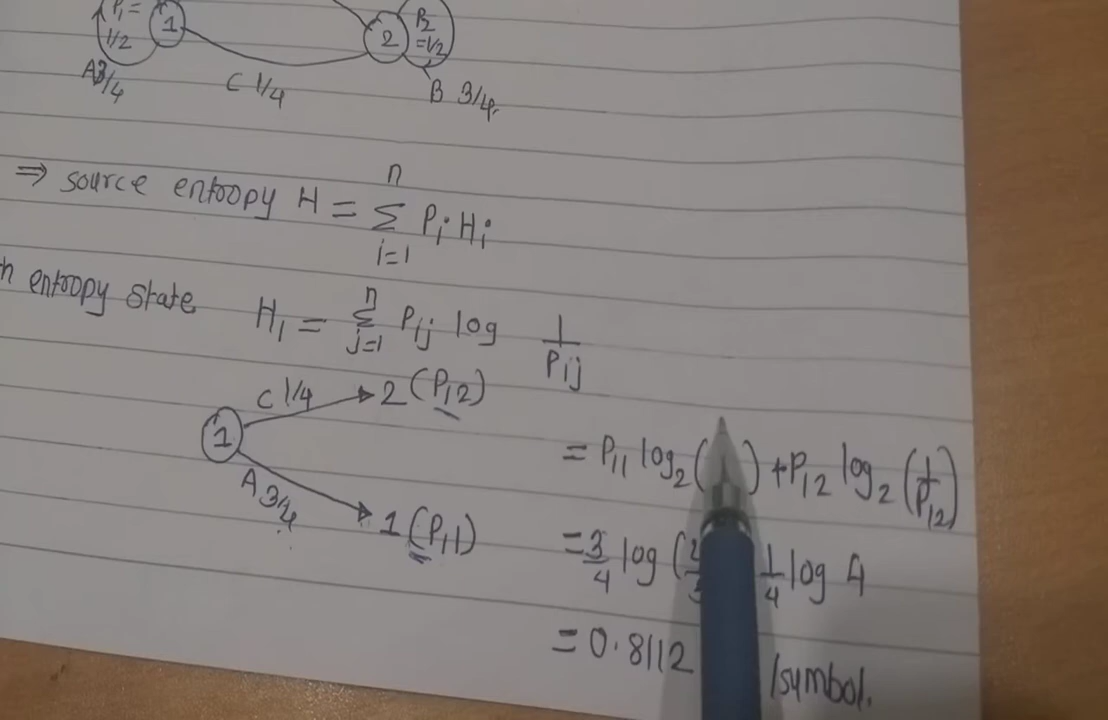 P₁ =
1/2
1
2
P₂
=1/2
A 3/4
C 1/4
B 3/4
⇒ source entropy H = n Σ i=1 Pᵢ Hᵢ
entropy state H₁ = n Σ j=1 P₁ⱼ log 1/P₁ⱼ
C 1/4 2 (P₁₂)
1
A 3/4
1 (P₁₁)
= P₁₁ log₂ ( ) + P₁₂ log₂ (1/P₁₂)
= 3/4 log ( 1/4 log 4
= 0.8112 /symbol.